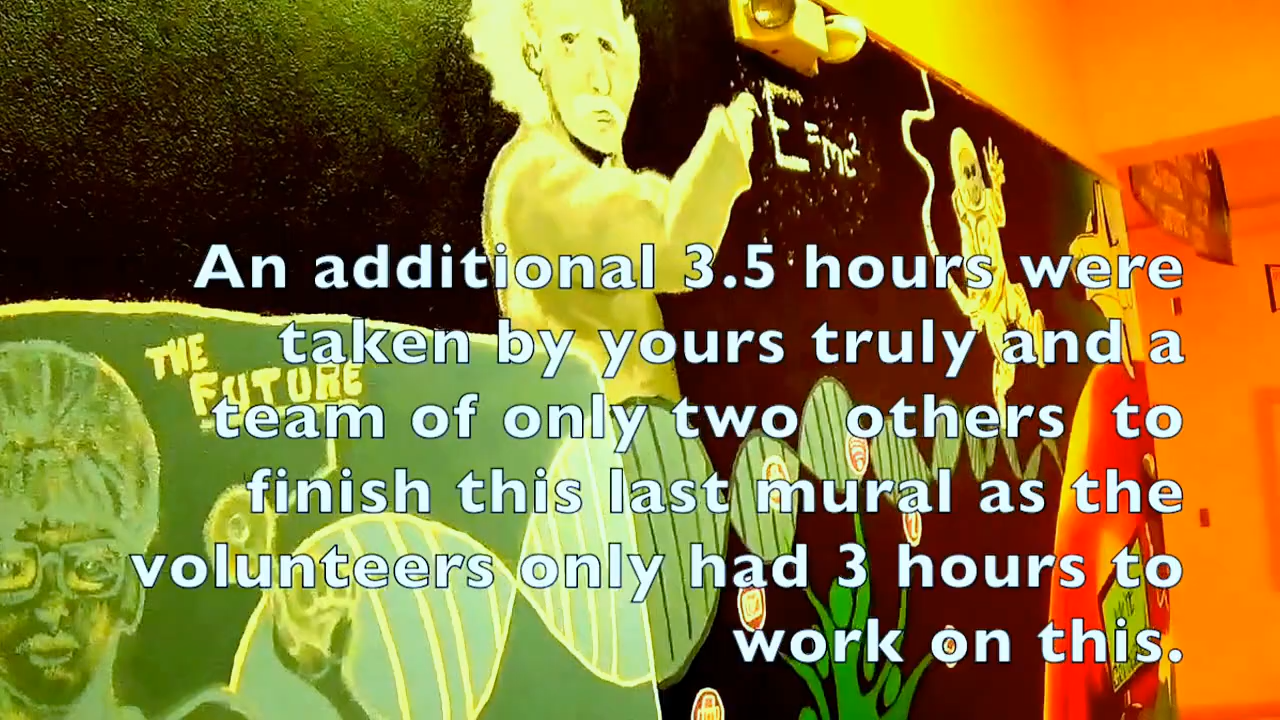 E=mc²
An additional 3.5 hours were
THE
FUTURE
taken by yours truly and a
team of only two others to
finish this last mural as the
volunteers only had 3 hours to
work on this.